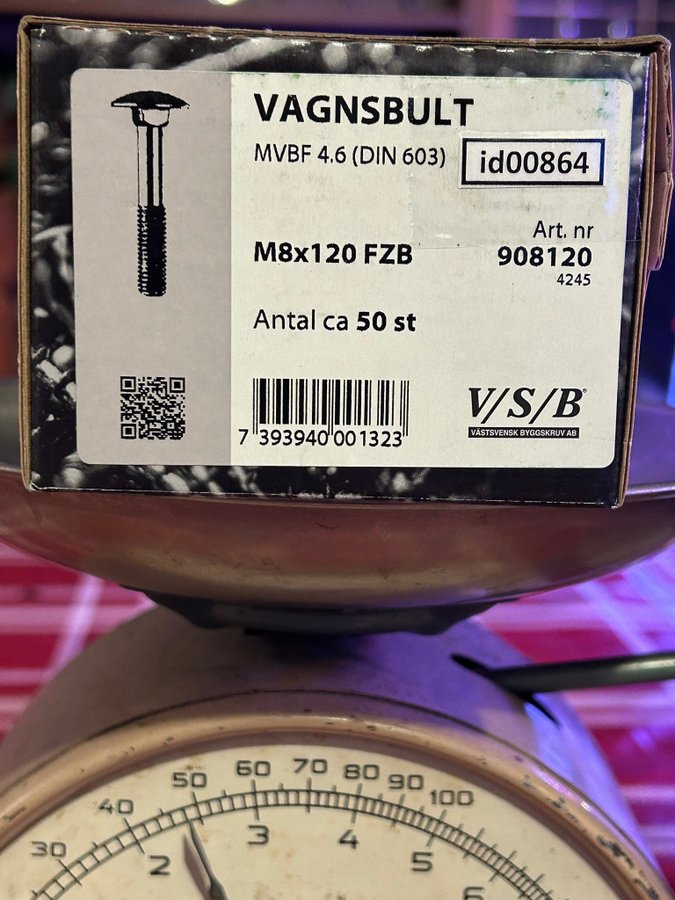 VAGNSBULT
MVBF 4.6 (DIN 603)
id00864
Art. nr
M8x120 FZB
908120
4245
Antal ca 50 st
7 393940 001323
V/S/B
VÄSTSVENSK BYGGSKRUV AB
30 40 50 60 70 80 90 100
2 3 4 5 6